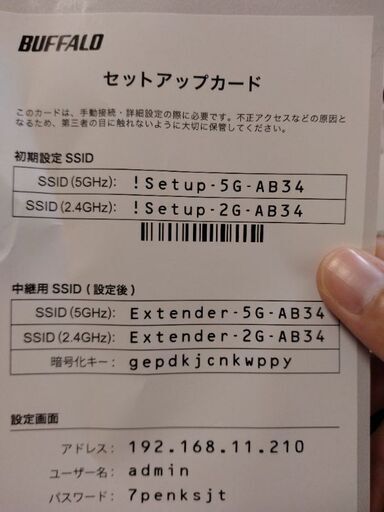 BUFFALO
セットアップカード
このカードは、手動接続・詳細設定の際に必要です。不正アクセスなどの原因と
なるため、第三者の目に触れないように大切に保管してください。
初期設定 SSID
SSID (5GHz): !Setup-5G-AB34
SSID (2.4GHz): !Setup-2G-AB34
中継用 SSID (設定後)
SSID (5GHz): Extender-5G-AB34
SSID (2.4GHz): Extender-2G-AB34
暗号化キー: gepdkjcnkwppy
設定画面
アドレス: 192.168.11.210
ユーザー名: admin
パスワード: 7penksjt